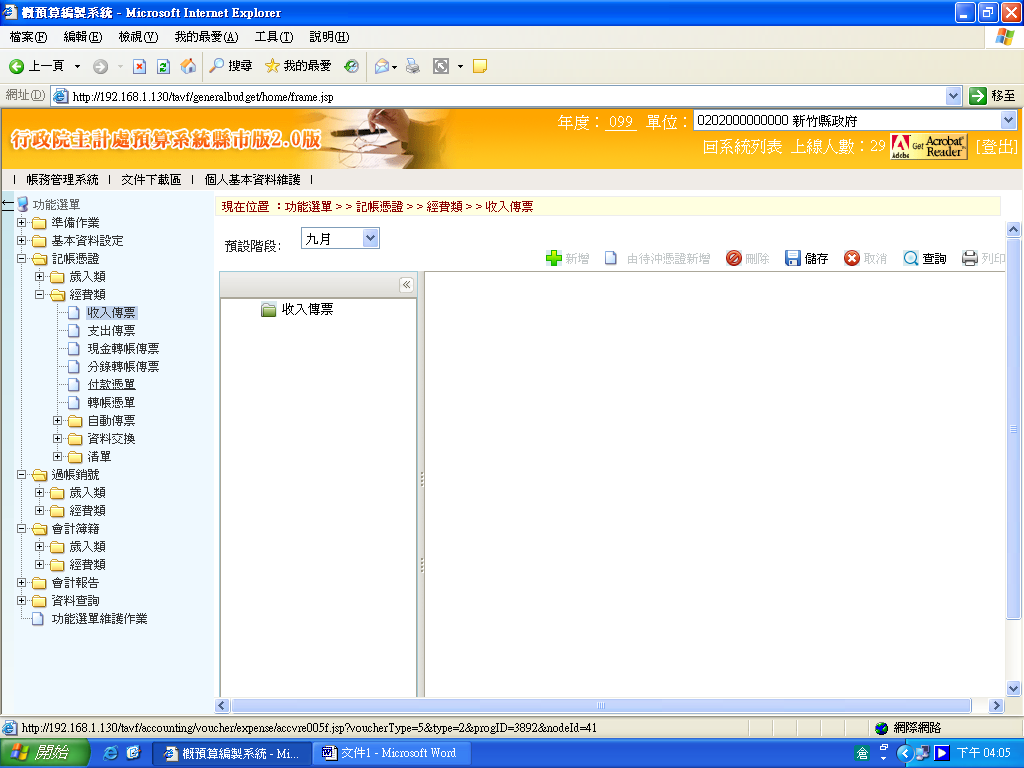 概預算編製系統 - Microsoft Internet Explorer
檔案(F) 編輯(E) 檢視(V) 我的最愛(A) 工具(T) 說明(H)
上一頁 搜尋 我的最愛
網址(D) http://192.168.1.130/tavf/generalbudget/home/frame.jsp 移至
行政院主計處預算系統縣市版2.0版
年度： 099 單位： 0202000000000 新竹縣政府
回系統列表 上線人數：29 Adobe Get Acrobat Reader [登出]
| 帳務管理系統 | 文件下載區 | 個人基本資料維護 |
功能選單
準備作業
基本資料設定
記帳憑證
歲入類
經費類
收入傳票
支出傳票
現金轉帳傳票
分錄轉帳傳票
付款憑單
轉帳憑單
自動傳票
資料交換
清單
過帳銷號
歲入類
經費類
會計簿籍
歲入類
經費類
會計報告
資料查詢
功能選單維護作業
現在位置 ：功能選單>>記帳憑證>>經費類>>收入傳票
預設階段: 九月
新增 由待沖憑證新增 刪除 儲存 取消 查詢 列印
收入傳票
http://192.168.1.130/tavf/accounting/voucher/expense/accvre005f.jsp?voucherType=5&type=2&progID=3892&nodeId=41 網際網路
開始 概預算編製系統 - Mi... 文件1 - Microsoft Word 倉 下午 04:05